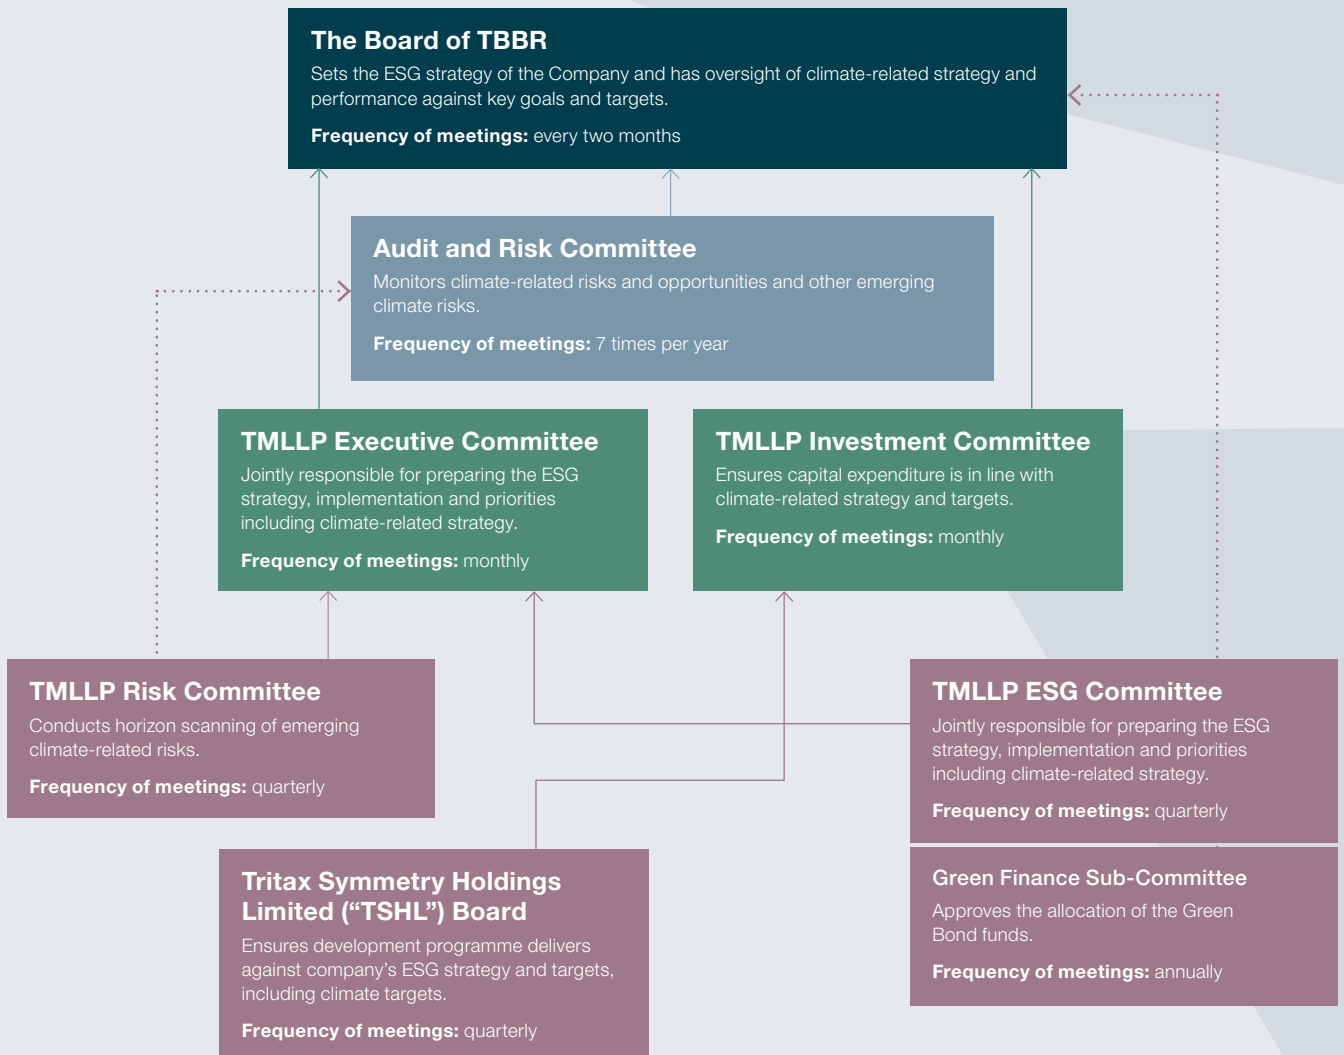 The Board of TBBR
Sets the ESG strategy of the Company and has oversight of climate-related strategy and
performance against key goals and targets.
Frequency of meetings: every two months
Audit and Risk Committee
Monitors climate-related risks and opportunities and other emerging
climate risks.
Frequency of meetings: 7 times per year
TMLLP Executive Committee
Jointly responsible for preparing the ESG
strategy, implementation and priorities
including climate-related strategy.
Frequency of meetings: monthly
TMLLP Investment Committee
Ensures capital expenditure is in line with
climate-related strategy and targets.
Frequency of meetings: monthly
TMLLP Risk Committee
Conducts horizon scanning of emerging
climate-related risks.
Frequency of meetings: quarterly
TMLLP ESG Committee
Jointly responsible for preparing the ESG
strategy, implementation and priorities
including climate-related strategy.
Frequency of meetings: quarterly
Tritax Symmetry Holdings
Limited (“TSHL”) Board
Ensures development programme delivers
against company’s ESG strategy and targets,
including climate targets.
Frequency of meetings: quarterly
Green Finance Sub-Committee
Approves the allocation of the Green
Bond funds.
Frequency of meetings: annually